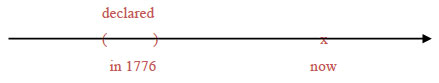 declared
( ) x
in 1776 now